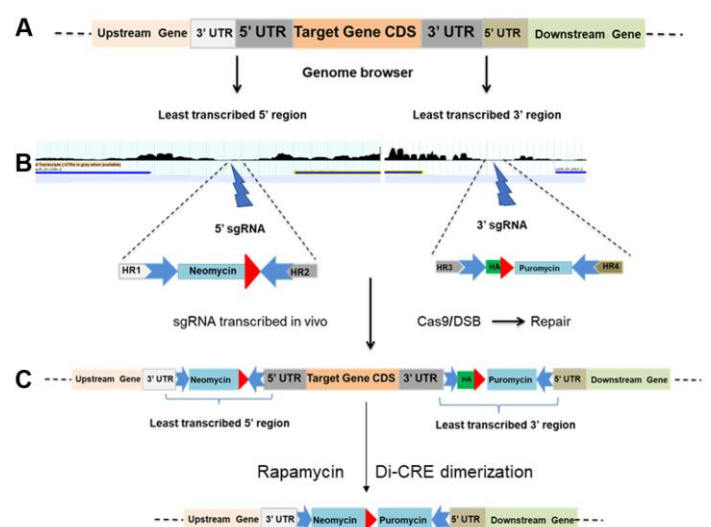 A
Upstream Gene 3' UTR 5' UTR Target Gene CDS 3' UTR 5' UTR Downstream Gene
Genome browser
Least transcribed 5' region Least transcribed 3' region
B
5' sgRNA 3' sgRNA
HR1 Neomycin HR2 HR3 HA Puromycin HR4
sgRNA transcribed in vivo Cas9/DSB Repair
C
Upstream Gene 3' UTR Neomycin 5' UTR Target Gene CDS 3' UTR HA Puromycin 5' UTR Downstream Gene
Least transcribed 5' region Least transcribed 3' region
Rapamycin Di-CRE dimerization
Upstream Gene 3' UTR Neomycin Puromycin 5' UTR Downstream Gene